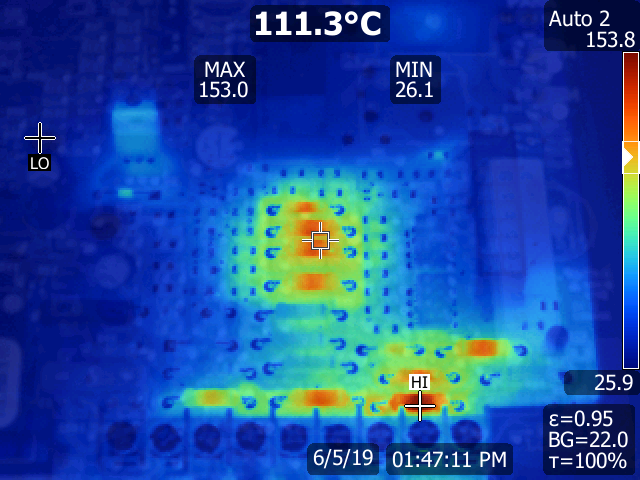 111.3°C
Auto 2
153.8
MAX
153.0
MIN
26.1
LO
HI
25.9
ε=0.95
BG=22.0
τ=100%
6/5/19
01:47:11 PM